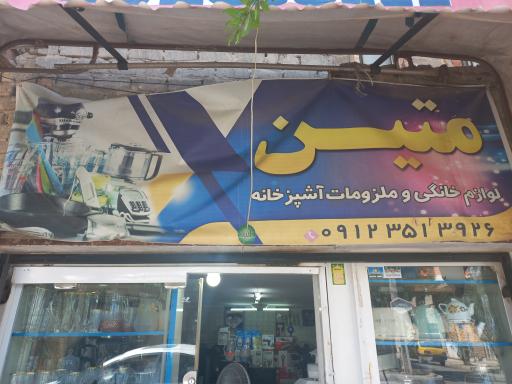 متین
لوازم خانگی و ملزومات آشپزخانه
۰۹۱۲ ۳۵۱ ۳۹۲۶